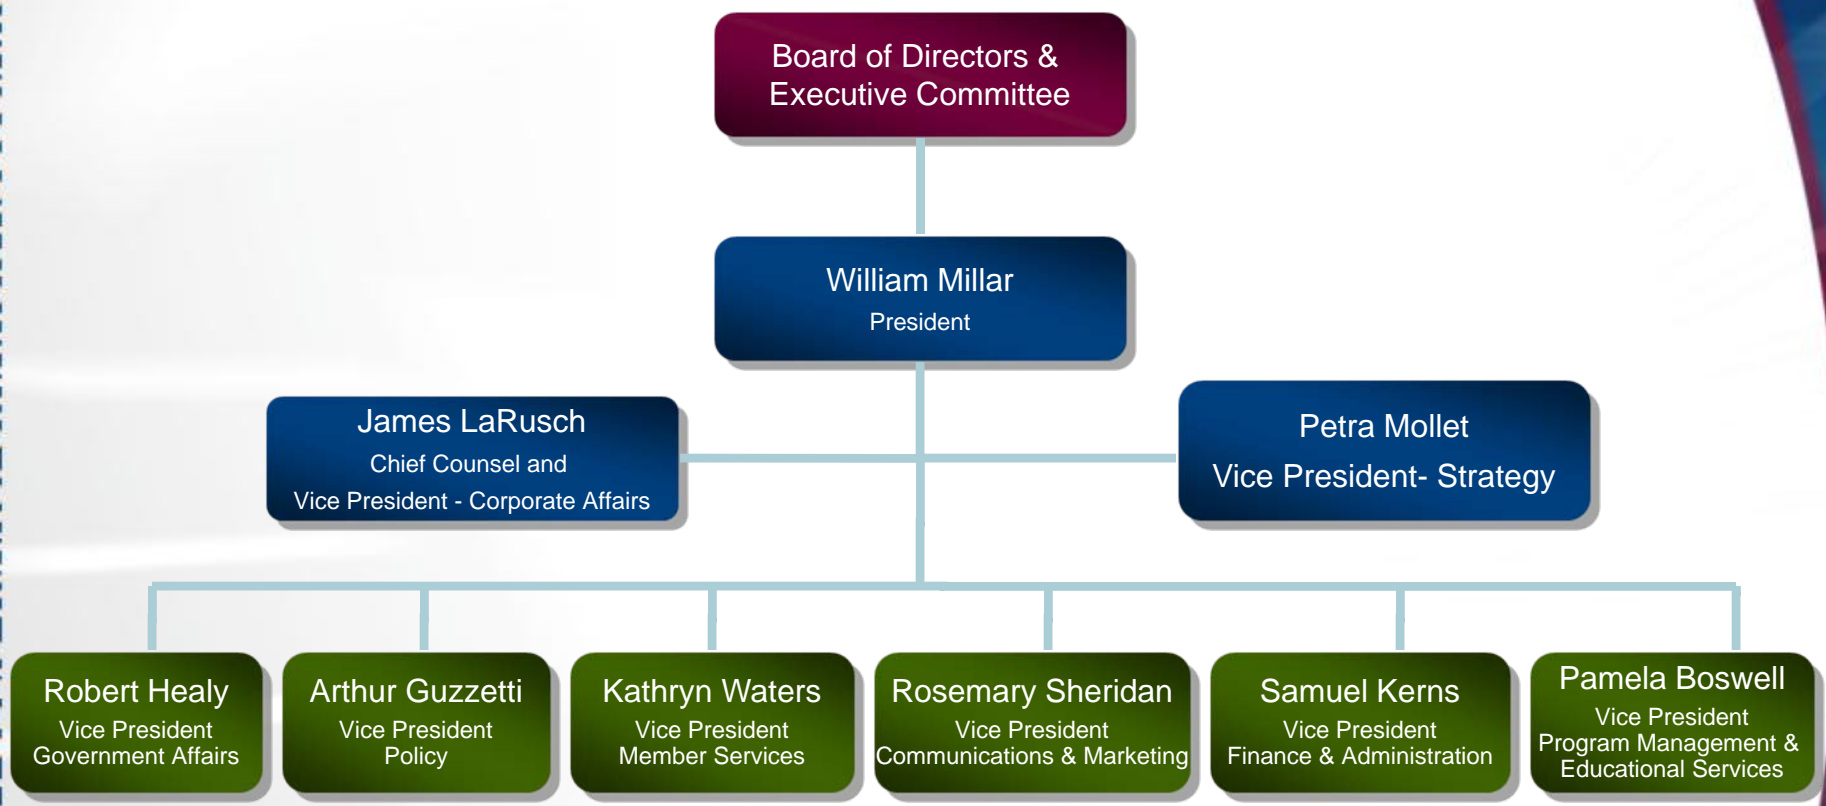 Board of Directors &
Executive Committee
William Millar
President
James LaRusch
Chief Counsel and
Vice President - Corporate Affairs
Petra Mollet
Vice President- Strategy
Robert Healy
Vice President
Government Affairs
Arthur Guzzetti
Vice President
Policy
Kathryn Waters
Vice President
Member Services
Rosemary Sheridan
Vice President
Communications & Marketing
Samuel Kerns
Vice President
Finance & Administration
Pamela Boswell
Vice President
Program Management &
Educational Services